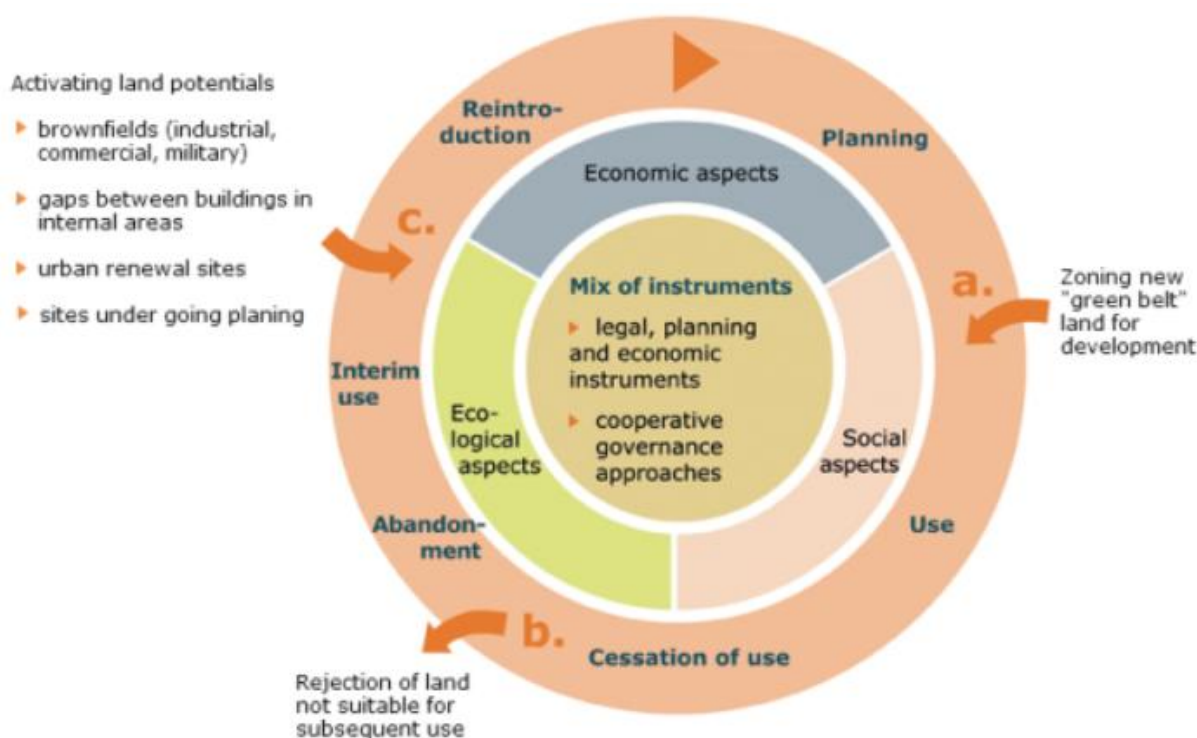 Activating land potentials
brownfields (industrial,
commercial, military)
gaps between buildings in
internal areas
urban renewal sites
sites under going planing
Reintro-
duction
Planning
Economic aspects
c.
a.
Zoning new
"green belt"
land for
development
Mix of instruments
legal, planning
and economic
instruments
cooperative
governance
approaches
Interim
use
Eco-
logical
aspects
Social
aspects
Abandon-
ment
Use
b.
Cessation of use
Rejection of land
not suitable for
subsequent use